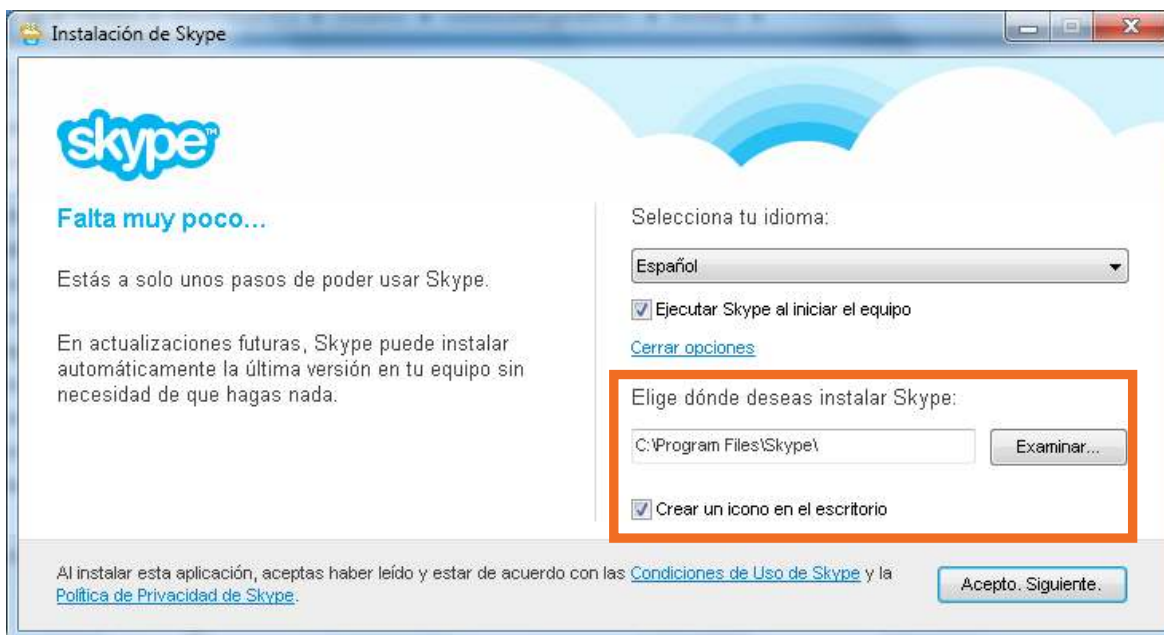 Instalación de Skype
skype™
Falta muy poco...
Estás a solo unos pasos de poder usar Skype.
En actualizaciones futuras, Skype puede instalar
automáticamente la última versión en tu equipo sin
necesidad de que hagas nada.
Selecciona tu idioma:
Español
Ejecutar Skype al iniciar el equipo
Cerrar opciones
Elige dónde deseas instalar Skype:
C:\Program Files\Skype\
Examinar...
Crear un icono en el escritorio
Al instalar esta aplicación, aceptas haber leído y estar de acuerdo con las Condiciones de Uso de Skype y la
Política de Privacidad de Skype.
Acepto. Siguiente.